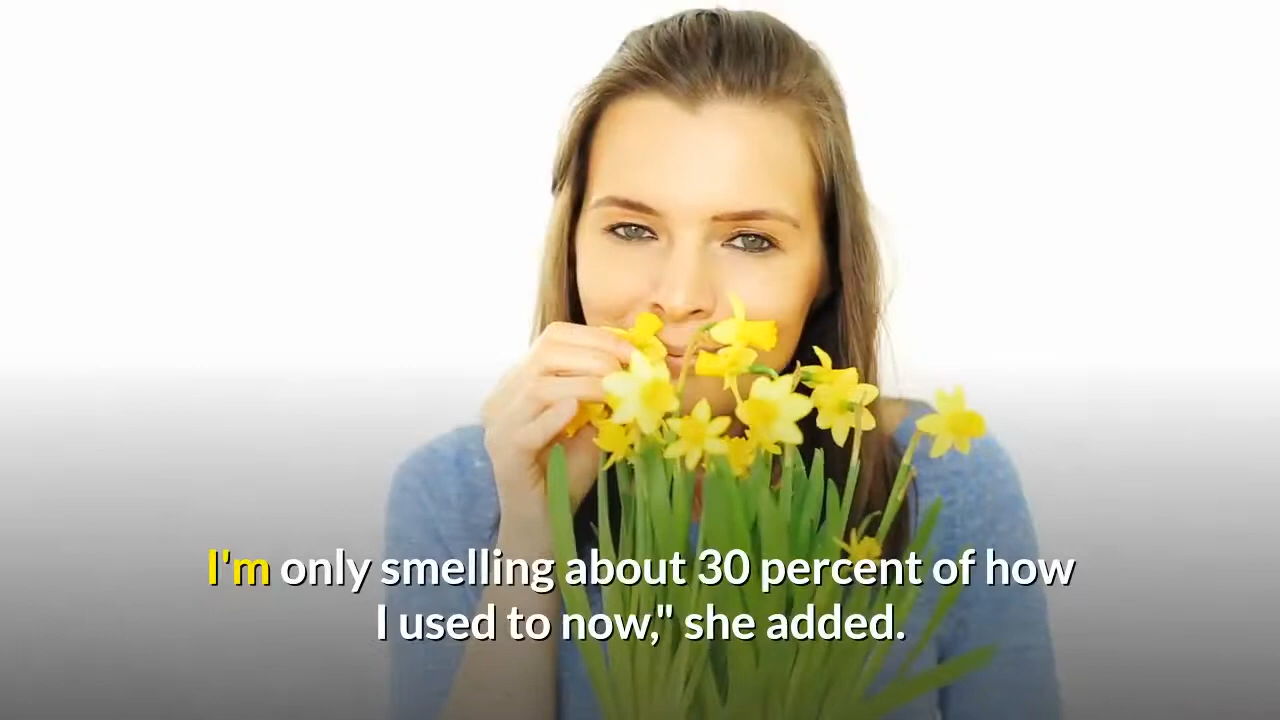 I'm only smelling about 30 percent of how
I used to now," she added.